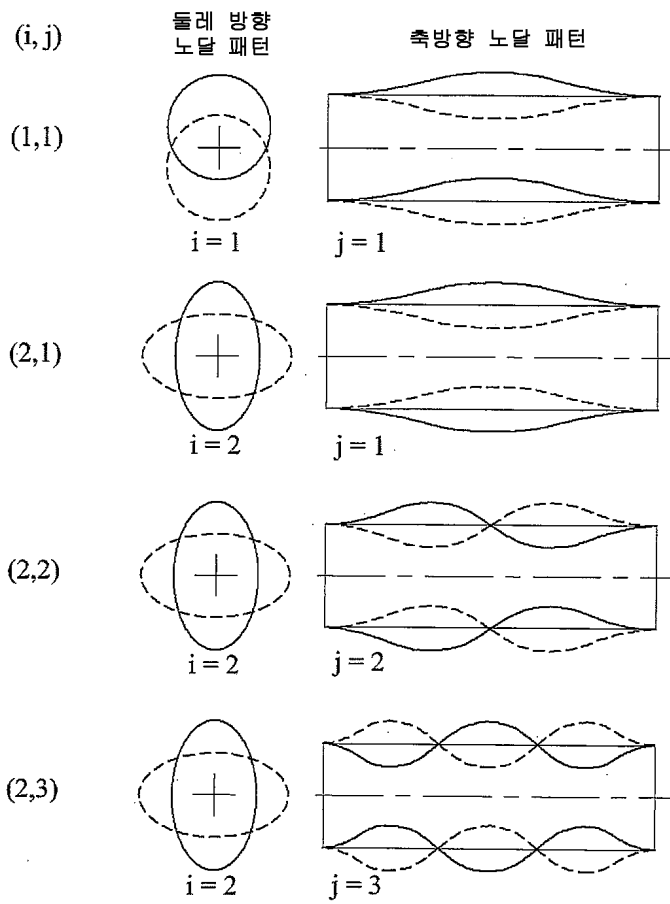 (i, j)
둘레 방향
노달 패턴
축방향 노달 패턴
(1,1)
i = 1
j = 1
(2,1)
i = 2
j = 1
(2,2)
i = 2
j = 2
(2,3)
i = 2
j = 3